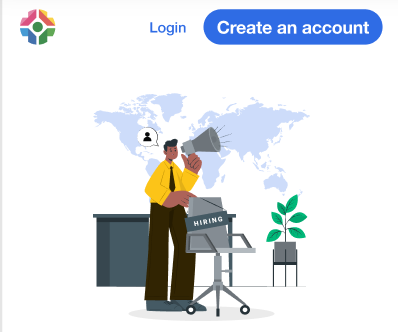 Login
Create an account
HIRING